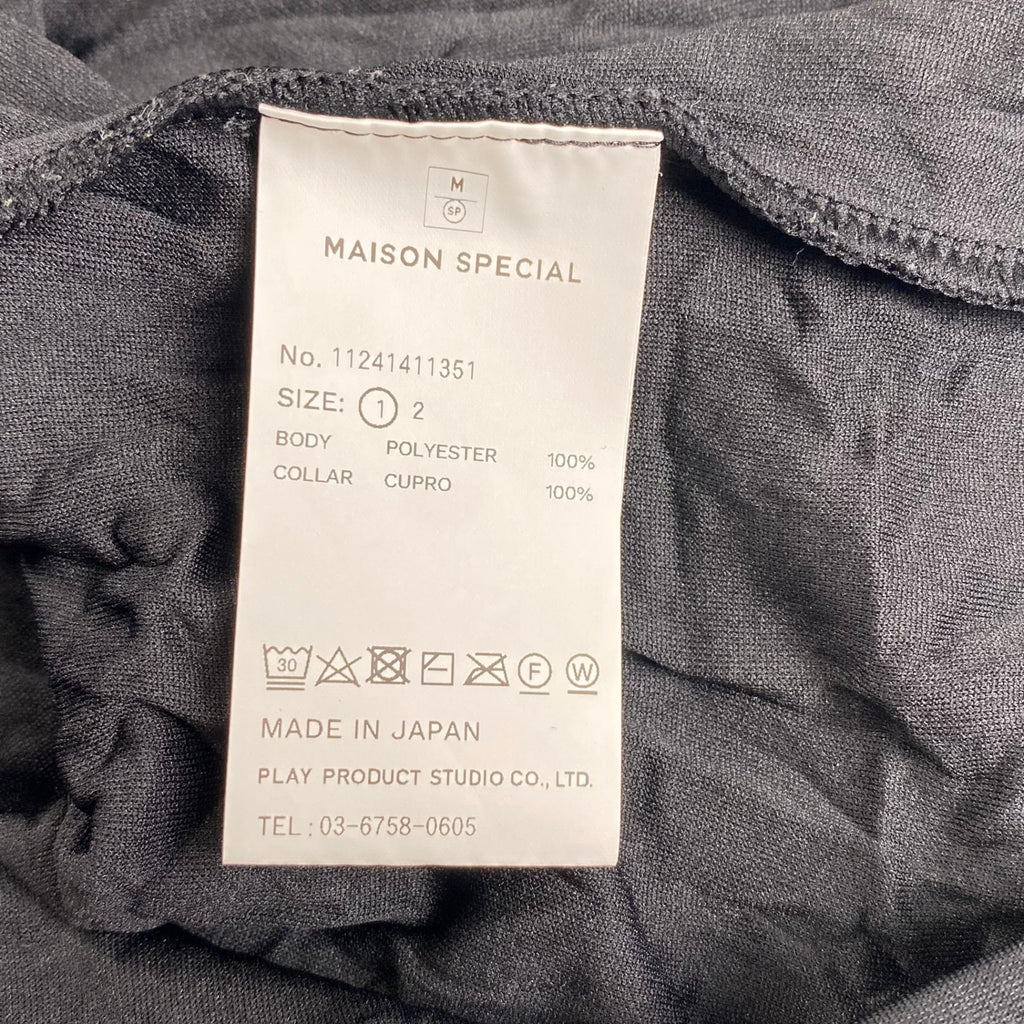 M
SP
MAISON SPECIAL
No. 11241411351
SIZE: 1 2
BODY POLYESTER 100%
COLLAR CUPRO 100%
30 F W
MADE IN JAPAN
PLAY PRODUCT STUDIO CO., LTD.
TEL : 03-6758-0605